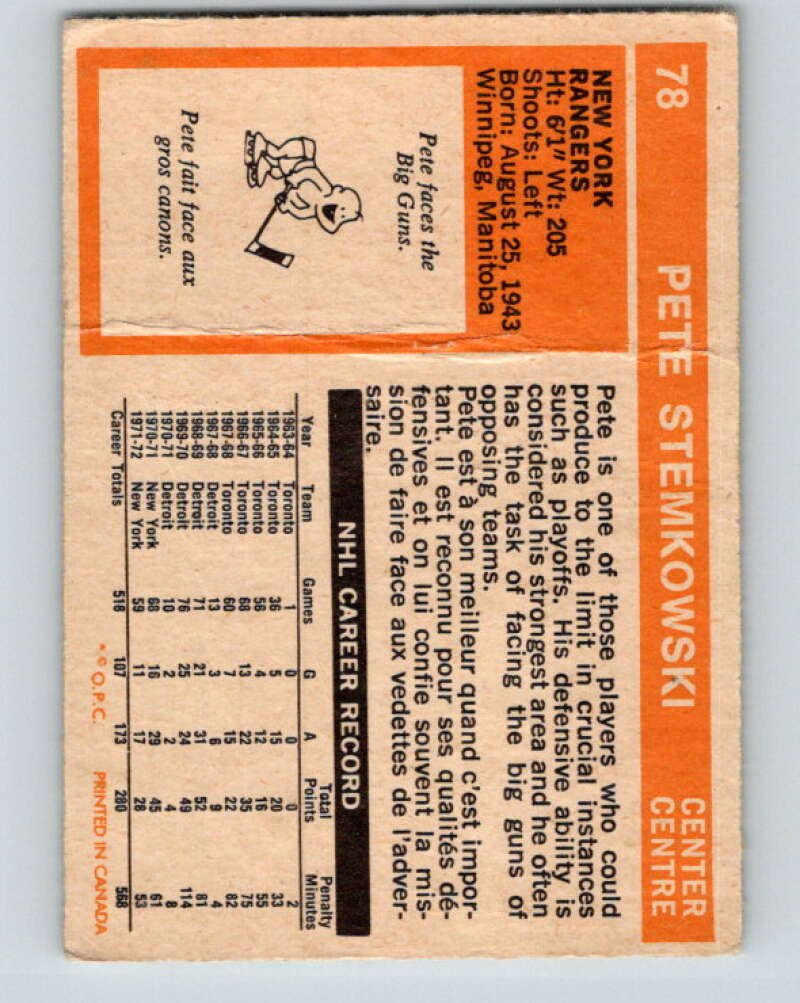 78 PETE STEMKOWSKI CENTER
CENTRE
NEW YORK
RANGERS
Ht: 6'1" Wt: 205
Shoots: Left
Born: August 25, 1943
Winnipeg, Manitoba
Pete faces the
Big Guns.
Pete fait face aux
gros canons.
Pete is one of those players who could
produce to the limit in crucial instances
such as playoffs. His defensive ability is
considered his strongest area and he often
has the task of facing the big guns of
opposing teams.
Pete est à son meilleur quand c'est impor-
tant. Il est reconnu pour ses qualités dé-
fensives et on lui confie souvent la mis-
sion de faire face aux vedettes de l'adver-
saire.
NHL CAREER RECORD
Year Team Games G A Total Points Penalty Minutes
1963-64 Toronto 1 0 0 0 2
1964-65 Toronto 36 5 15 20 33
1965-66 Toronto 56 4 12 16 55
1966-67 Toronto 68 13 22 35 75
1967-68 Toronto 60 7 15 22 82
1967-68 Detroit 13 3 6 9 4
1968-69 Detroit 71 21 31 52 81
1969-70 Detroit 76 25 24 49 114
1970-71 Detroit 10 2 2 4 8
1970-71 New York 68 16 29 45 61
1971-72 New York 59 11 17 28 53
Career Totals 518 107 173 280 568
* © O.P.C. PRINTED IN CANADA